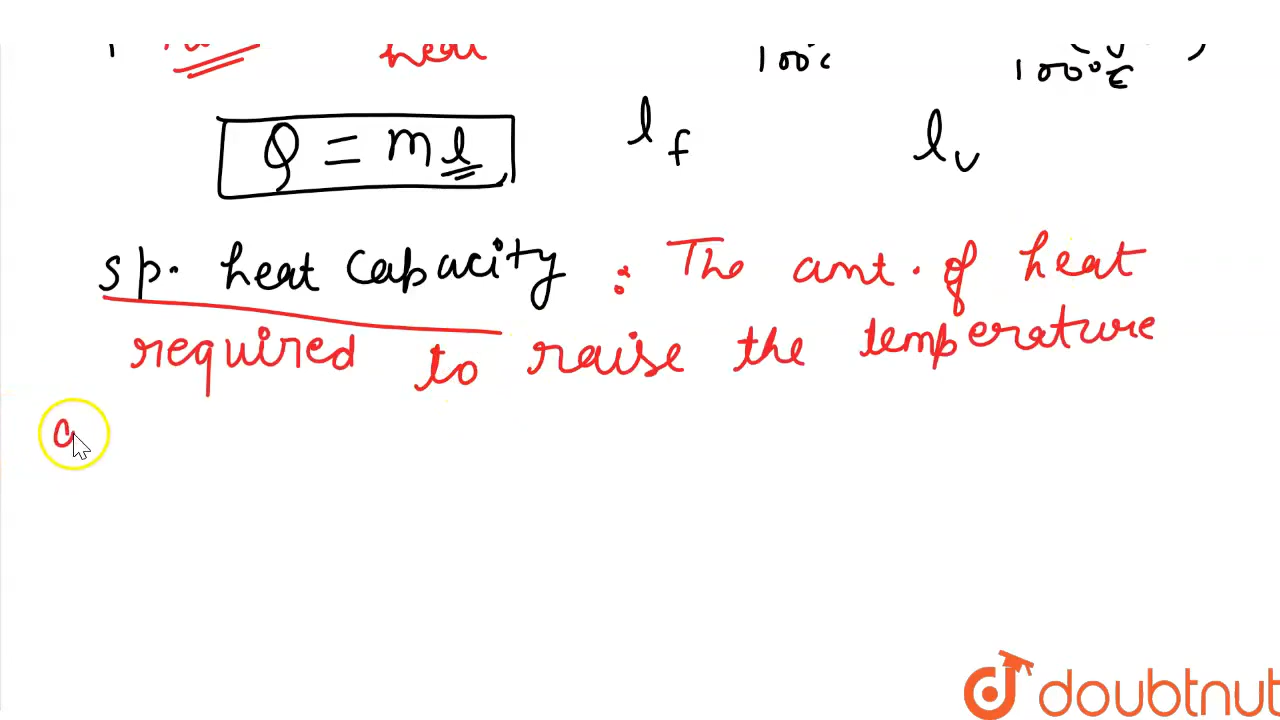 heat
100°c 100°C
Q = ml lf lv
sp. heat capacity : The amt. of heat
required to raise the temperature
o
doubtnut